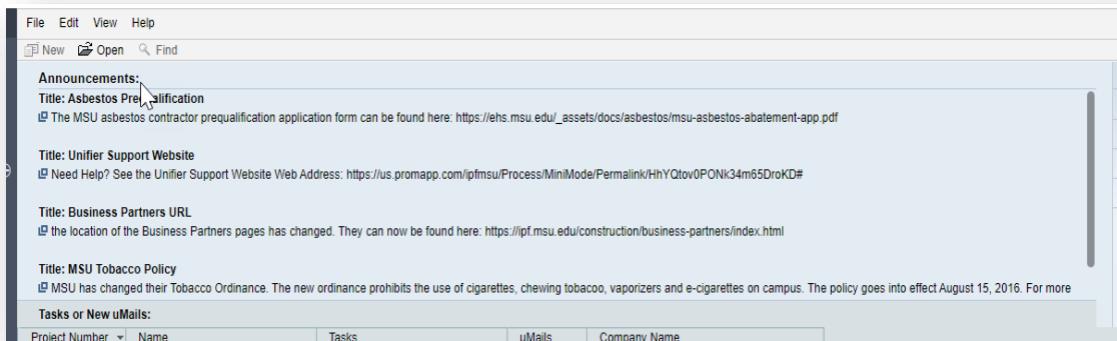 File Edit View Help
New Open Find
Announcements:
Title: Asbestos Prequalification
The MSU asbestos contractor prequalification application form can be found here: https://ehs.msu.edu/_assets/docs/asbestos/msu-asbestos-abatement-app.pdf
Title: Unifier Support Website
Need Help? See the Unifier Support Website Web Address: https://us.promapp.com/ipfmsu/Process/MiniMode/Permalink/HhYQtov0PONk34m65DroKD#
Title: Business Partners URL
the location of the Business Partners pages has changed. They can now be found here: https://ipf.msu.edu/construction/business-partners/index.html
Title: MSU Tobacco Policy
MSU has changed their Tobacco Ordinance. The new ordinance prohibits the use of cigarettes, chewing tobacoo, vaporizers and e-cigarettes on campus. The policy goes into effect August 15, 2016. For more
Tasks or New uMails:
Project Number Name Tasks uMails Company Name